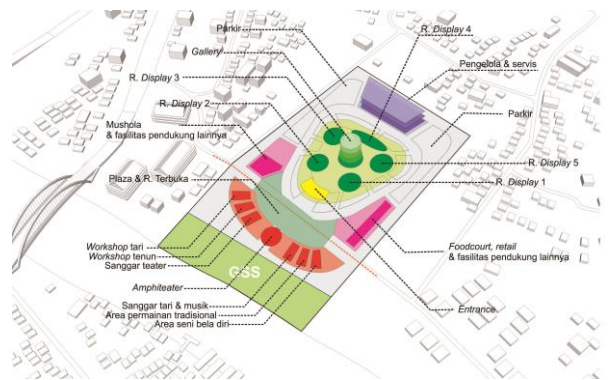 Parkir
R. Display 4
Gallery
Pengelola & servis
R. Display 3
R. Display 2
Parkir
Mushola
& fasilitas pendukung lainnya
R. Display 5
Plaza & R. Terbuka
R. Display 1
Workshop tari
Workshop tenun
Sanggar teater
Foodcourt, retail
& fasilitas pendukung lainnya
GSS
Amphiteater
Entrance
Sanggar tari & musik
Area permainan tradisional
Area seni bela diri